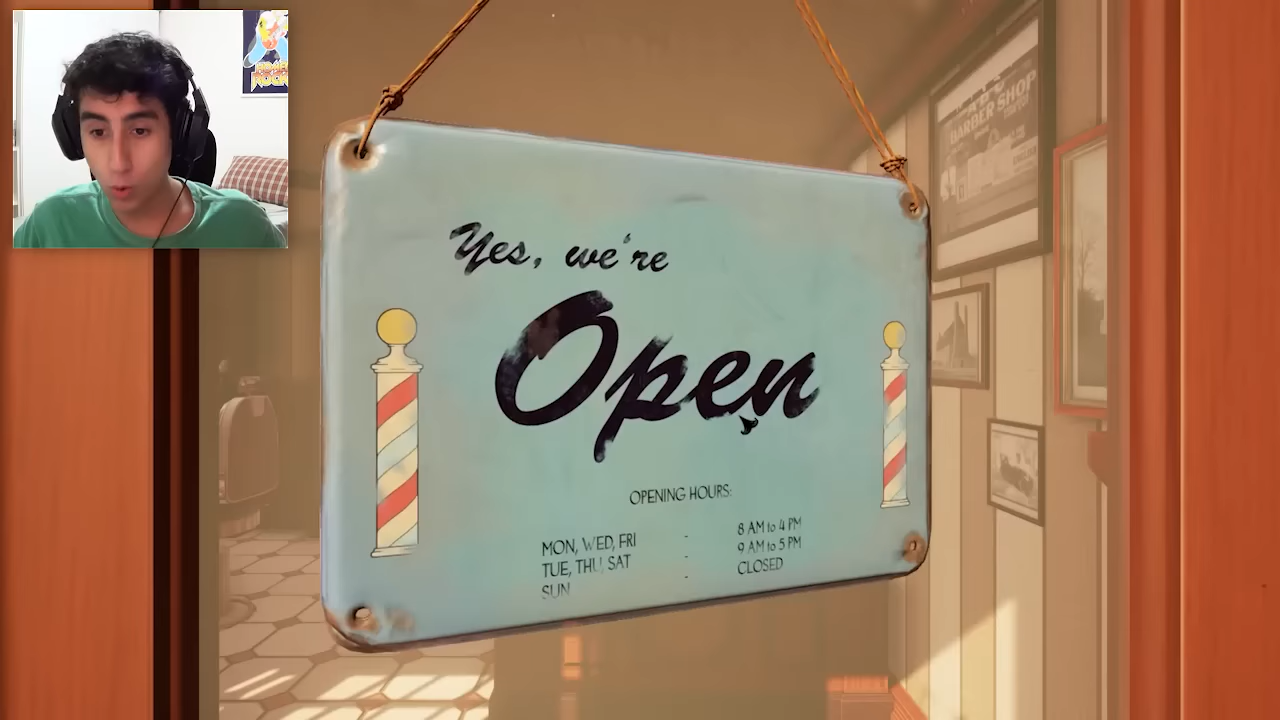 BARBER SHOP
Yes, we're
Open
OPENING HOURS:
MON, WED, FRI - 8 AM to 4 PM
TUE, THU, SAT - 9 AM to 5 PM
SUN - CLOSED